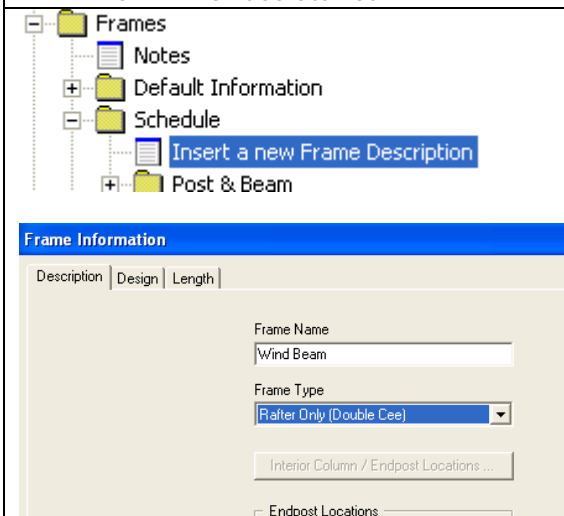 Frames
Notes
Default Information
Schedule
Insert a new Frame Description
Post & Beam
Frame Information
Description Design Length
Frame Name
Wind Beam
Frame Type
Rafter Only (Double Cee)
Interior Column / Endpost Locations ...
Endpost Locations